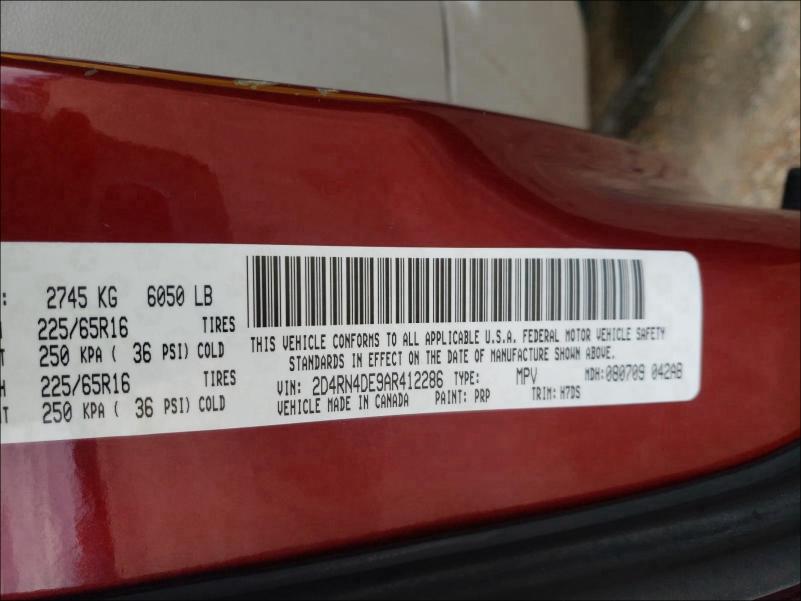 : 2745 KG 6050 LB
225/65R16 TIRES
250 KPA ( 36 PSI) COLD
225/65R16 TIRES
250 KPA ( 36 PSI) COLD
THIS VEHICLE CONFORMS TO ALL APPLICABLE U.S.A. FEDERAL MOTOR VEHICLE SAFETY
STANDARDS IN EFFECT ON THE DATE OF MANUFACTURE SHOWN ABOVE.
VIN: 2D4RN4DE9AR412286 TYPE: MPV MDH: 080709 042AB
VEHICLE MADE IN CANADA PAINT: PRP TRIM: H7DS